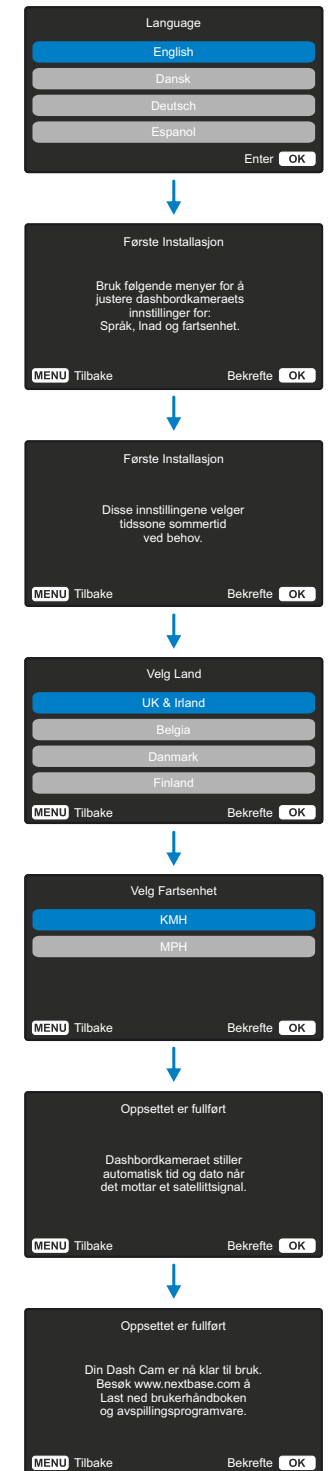 Language
English
Dansk
Deutsch
Espanol
Enter OK
Første Installasjon
Bruk følgende menyer for å
justere dashbordkameraets
innstillinger for:
Språk, lnad og fartsenhet.
MENU Tilbake Bekrefte OK
Første Installasjon
Disse innstillingene velger
tidssone sommertid
ved behov.
MENU Tilbake Bekrefte OK
Velg Land
UK & Irland
Belgia
Danmark
Finland
MENU Tilbake Bekrefte OK
Velg Fartsenhet
KMH
MPH
MENU Tilbake Bekrefte OK
Oppsettet er fullført
Dashbordkameraet stiller
automatisk tid og dato når
det mottar et satellittsignal.
MENU Tilbake Bekrefte OK
Oppsettet er fullført
Din Dash Cam er nå klar til bruk.
Besøk www.nextbase.com å
Last ned brukerhåndboken
og avspillingsprogramvare.
MENU Tilbake Bekrefte OK